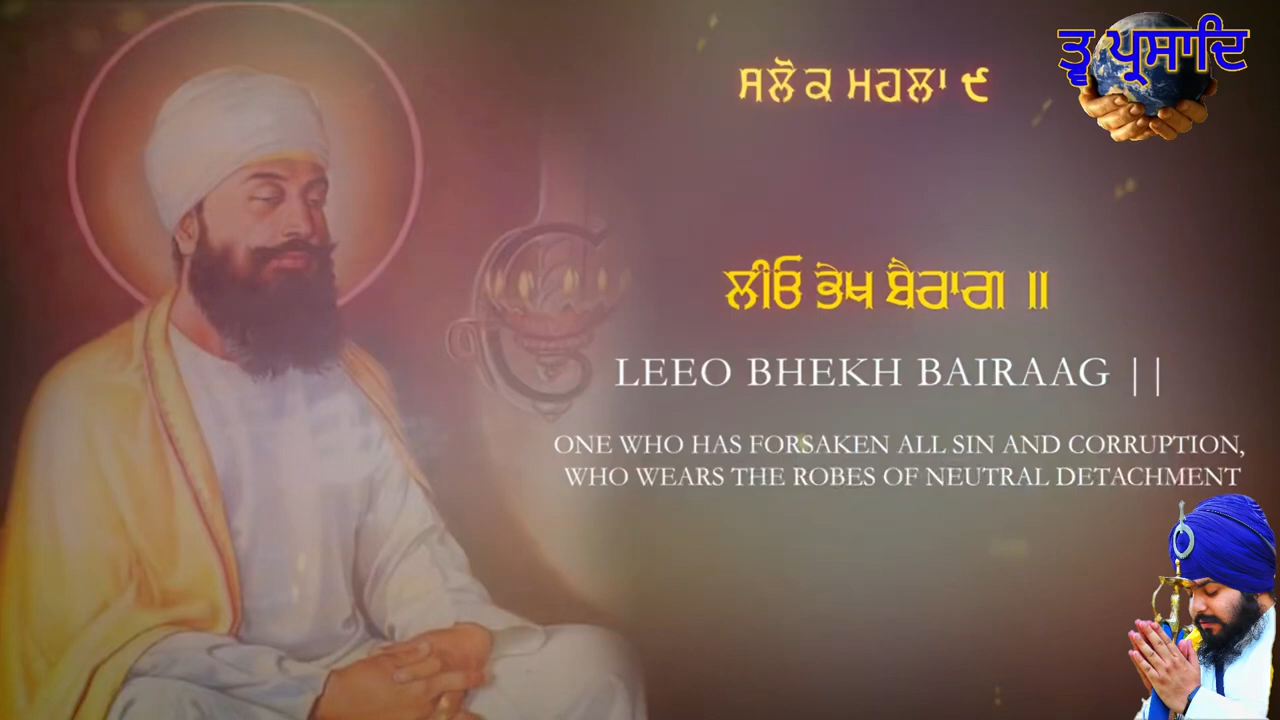 ਤ੍ਵ ਪ੍ਰਸਾਦਿ
ਸਲੋਕ ਮਹਲਾ ੯
ਲੀਓ ਭੇਖ ਬੈਰਾਗ ॥
LEEO BHEKH BAIRAAG ||
ONE WHO HAS FORSAKEN ALL SIN AND CORRUPTION,
WHO WEARS THE ROBES OF NEUTRAL DETACHMENT